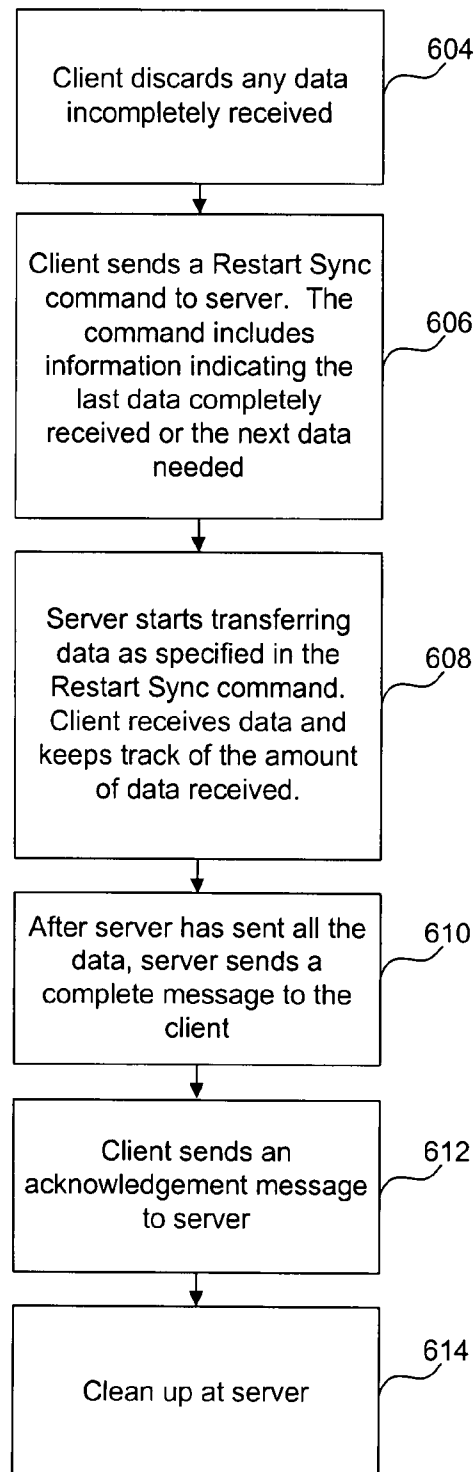 Client discards any data
incompletely received
604
Client sends a Restart Sync
command to server. The
command includes
information indicating the
last data completely
received or the next data
needed
606
Server starts transferring
data as specified in the
Restart Sync command.
Client receives data and
keeps track of the amount
of data received.
608
After server has sent all the
data, server sends a
complete message to the
client
610
Client sends an
acknowledgement message
to server
612
Clean up at server
614